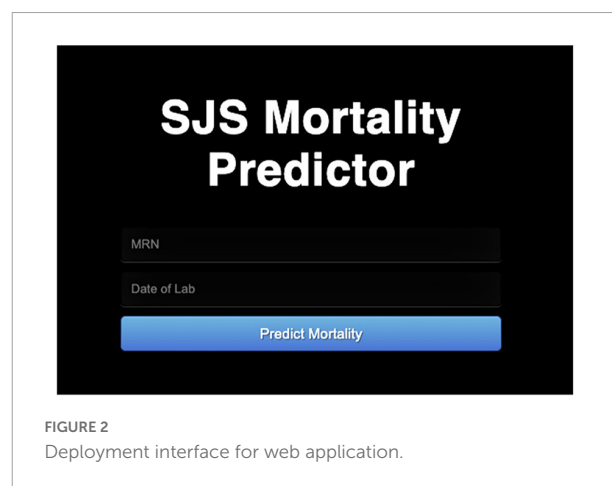 SJS Mortality
Predictor
MRN
Date of Lab
Predict Mortality
FIGURE 2
Deployment interface for web application.